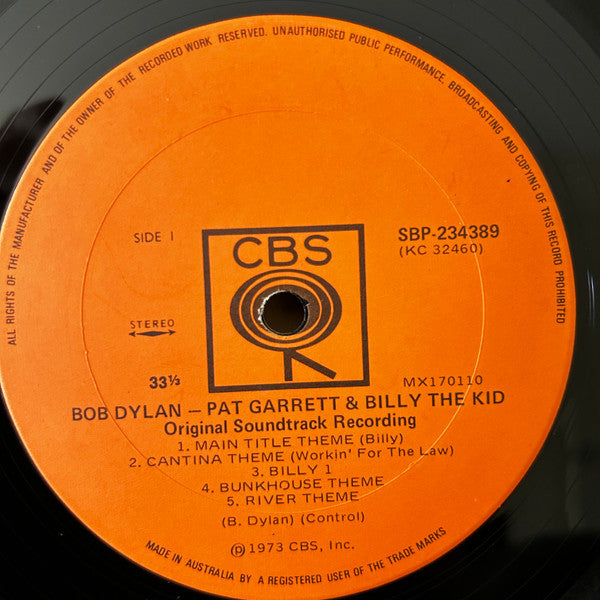 ALL RIGHTS OF THE MANUFACTURER AND OF THE OWNER OF THE RECORDED WORK RESERVED. UNAUTHORISED PUBLIC PERFORMANCE, BROADCASTING AND COPYING OF THIS RECORD PROHIBITED
SIDE 1
CBS
SBP-234389
(KC 32460)
STEREO
33⅓
MX170110
BOB DYLAN – PAT GARRETT & BILLY THE KID
Original Soundtrack Recording
1. MAIN TITLE THEME (Billy)
2. CANTINA THEME (Workin' For The Law)
3. BILLY 1
4. BUNKHOUSE THEME
5. RIVER THEME
(B. Dylan) (Control)
℗ 1973 CBS, Inc.
MADE IN AUSTRALIA BY A REGISTERED USER OF THE TRADE MARKS